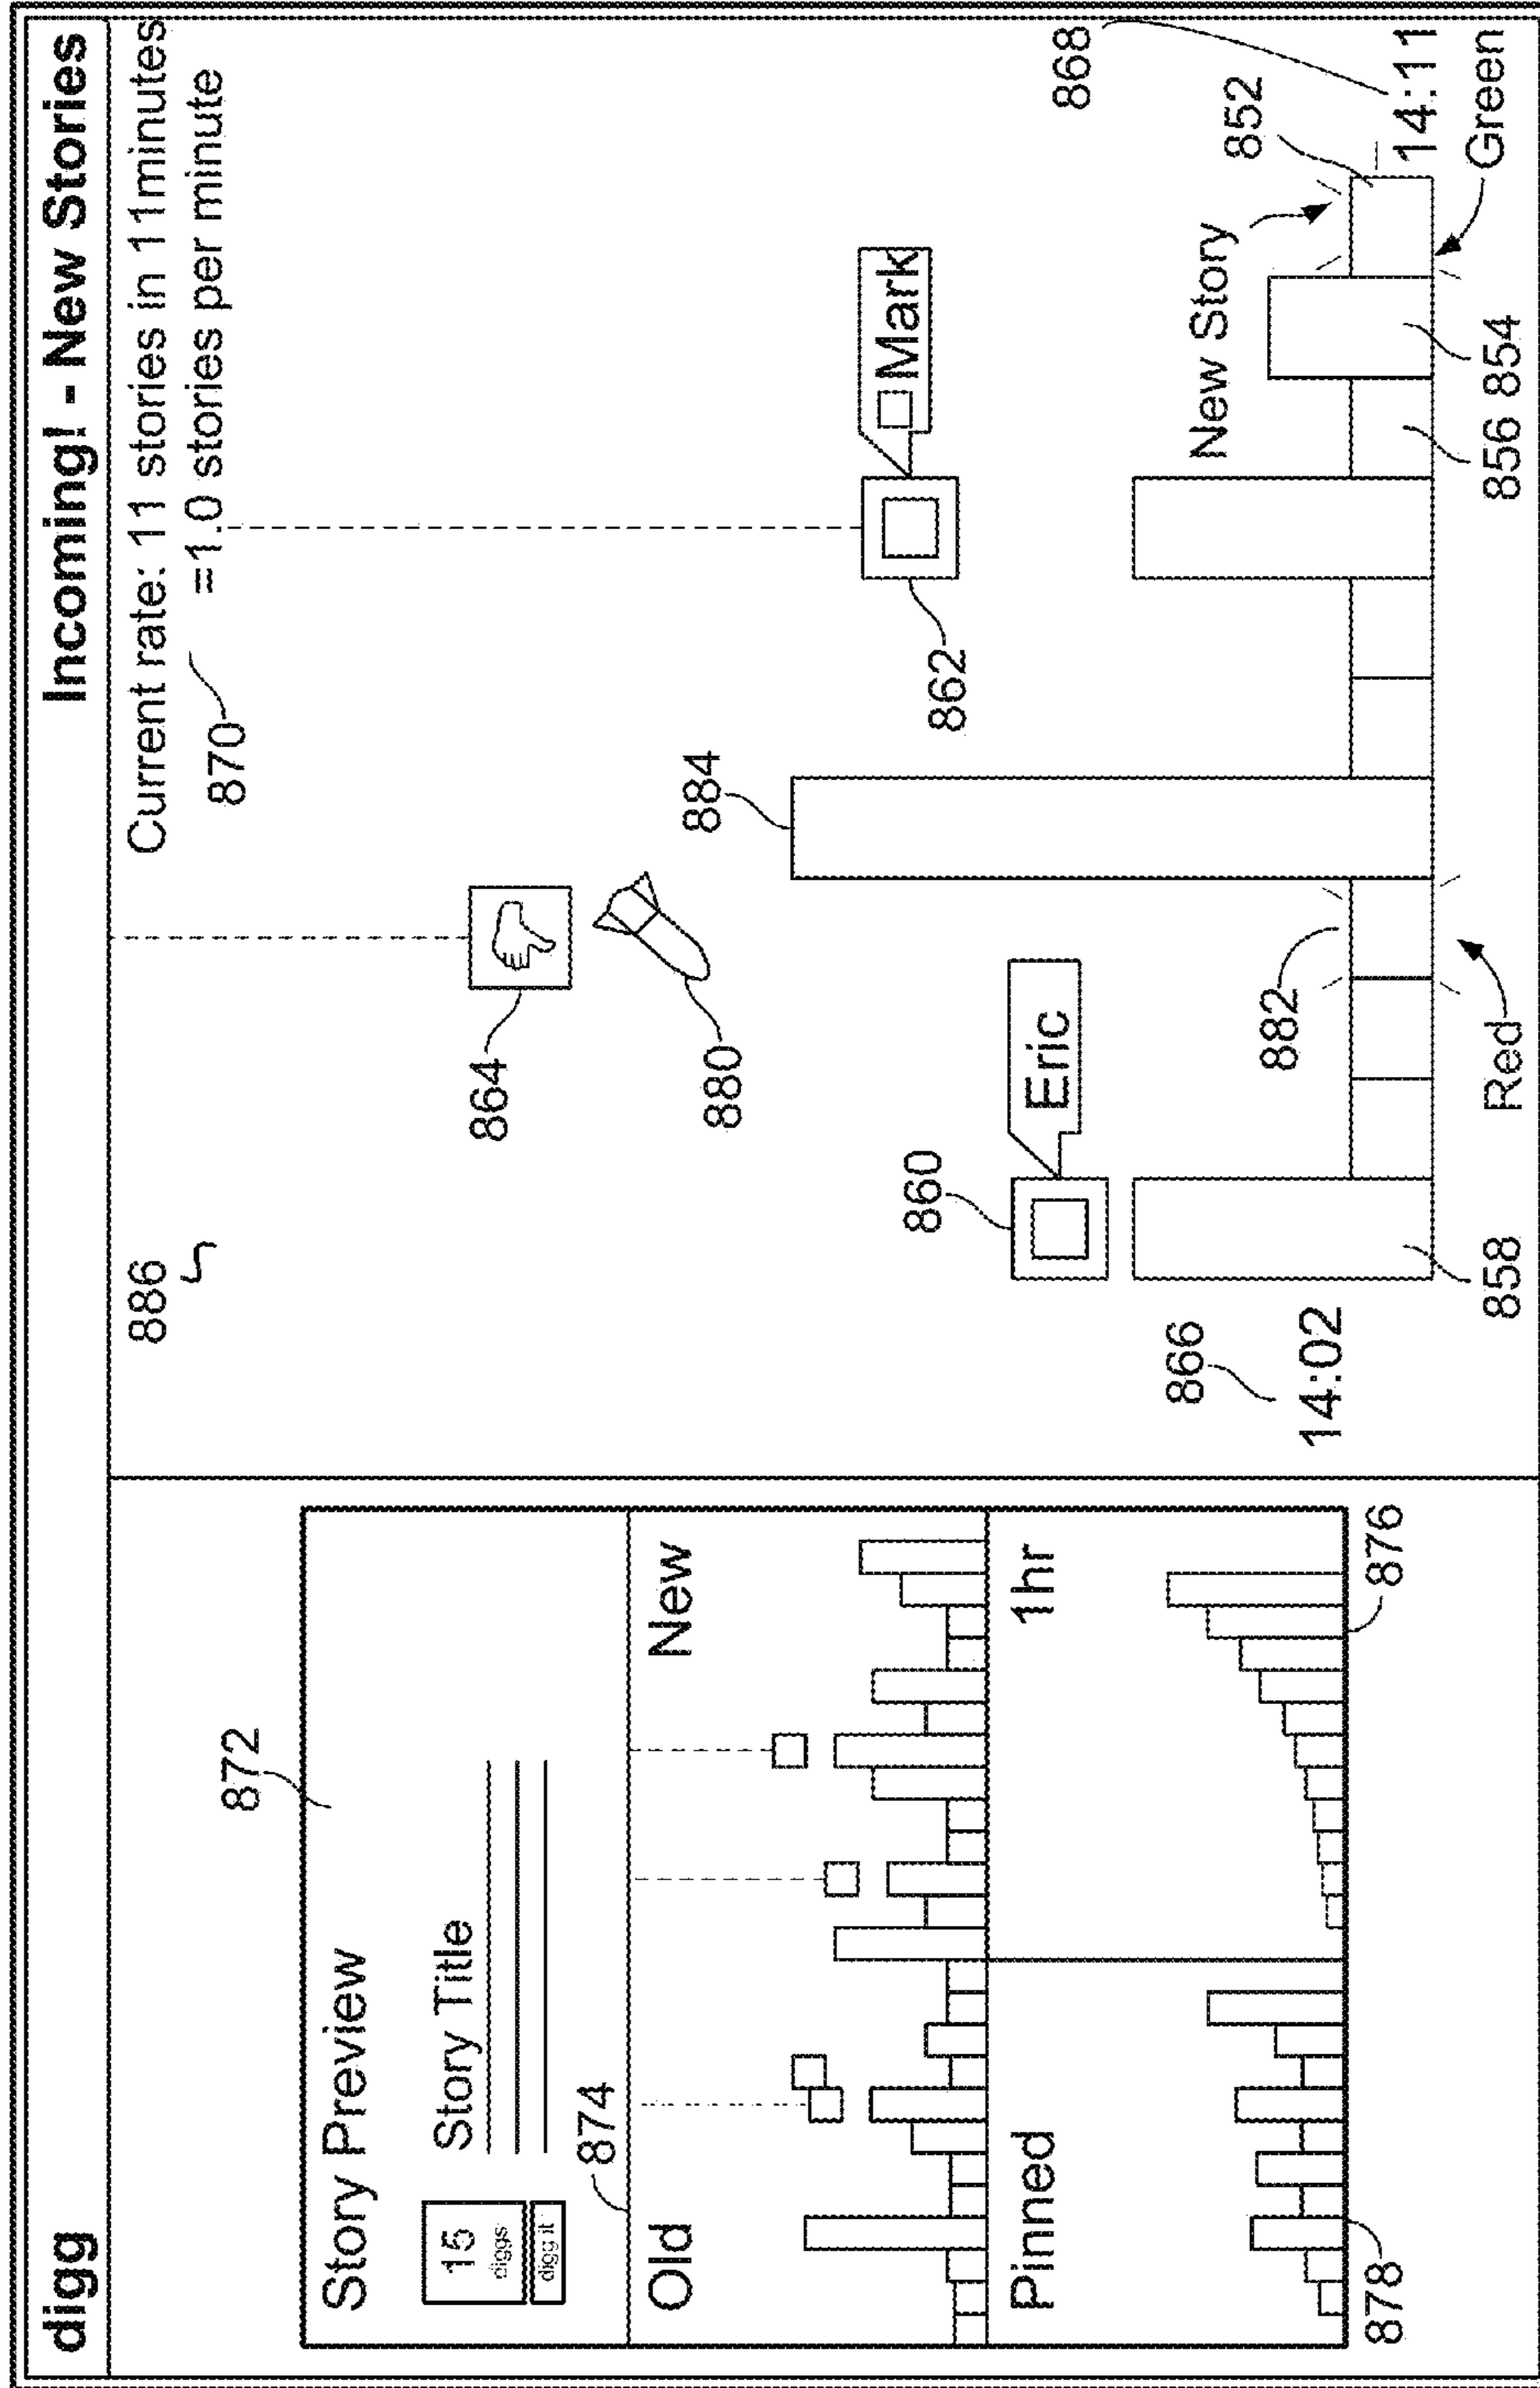 digg
Incoming! - New Stories
872
Story Preview
15
diggs
digg it
Story Title
874
Old
New
Pinned
1hr
878
876
886
Current rate: 11 stories in 11minutes
=1.0 stories per minute
870
864
880
884
862
Mark
860
Eric
866
14:02
882
New Story
852
868
14:11
858
Red
856
854
Green